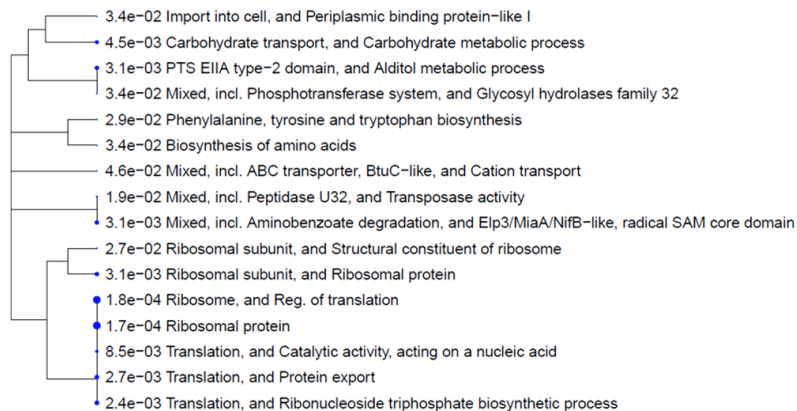 3.4e−02 Import into cell, and Periplasmic binding protein−like I
4.5e−03 Carbohydrate transport, and Carbohydrate metabolic process
3.1e−03 PTS EIIA type−2 domain, and Alditol metabolic process
3.4e−02 Mixed, incl. Phosphotransferase system, and Glycosyl hydrolases family 32
2.9e−02 Phenylalanine, tyrosine and tryptophan biosynthesis
3.4e−02 Biosynthesis of amino acids
4.6e−02 Mixed, incl. ABC transporter, BtuC−like, and Cation transport
1.9e−02 Mixed, incl. Peptidase U32, and Transposase activity
3.1e−03 Mixed, incl. Aminobenzoate degradation, and Elp3/MiaA/NifB−like, radical SAM core domain
2.7e−02 Ribosomal subunit, and Structural constituent of ribosome
3.1e−03 Ribosomal subunit, and Ribosomal protein
1.8e−04 Ribosome, and Reg. of translation
1.7e−04 Ribosomal protein
8.5e−03 Translation, and Catalytic activity, acting on a nucleic acid
2.7e−03 Translation, and Protein export
2.4e−03 Translation, and Ribonucleoside triphosphate biosynthetic process